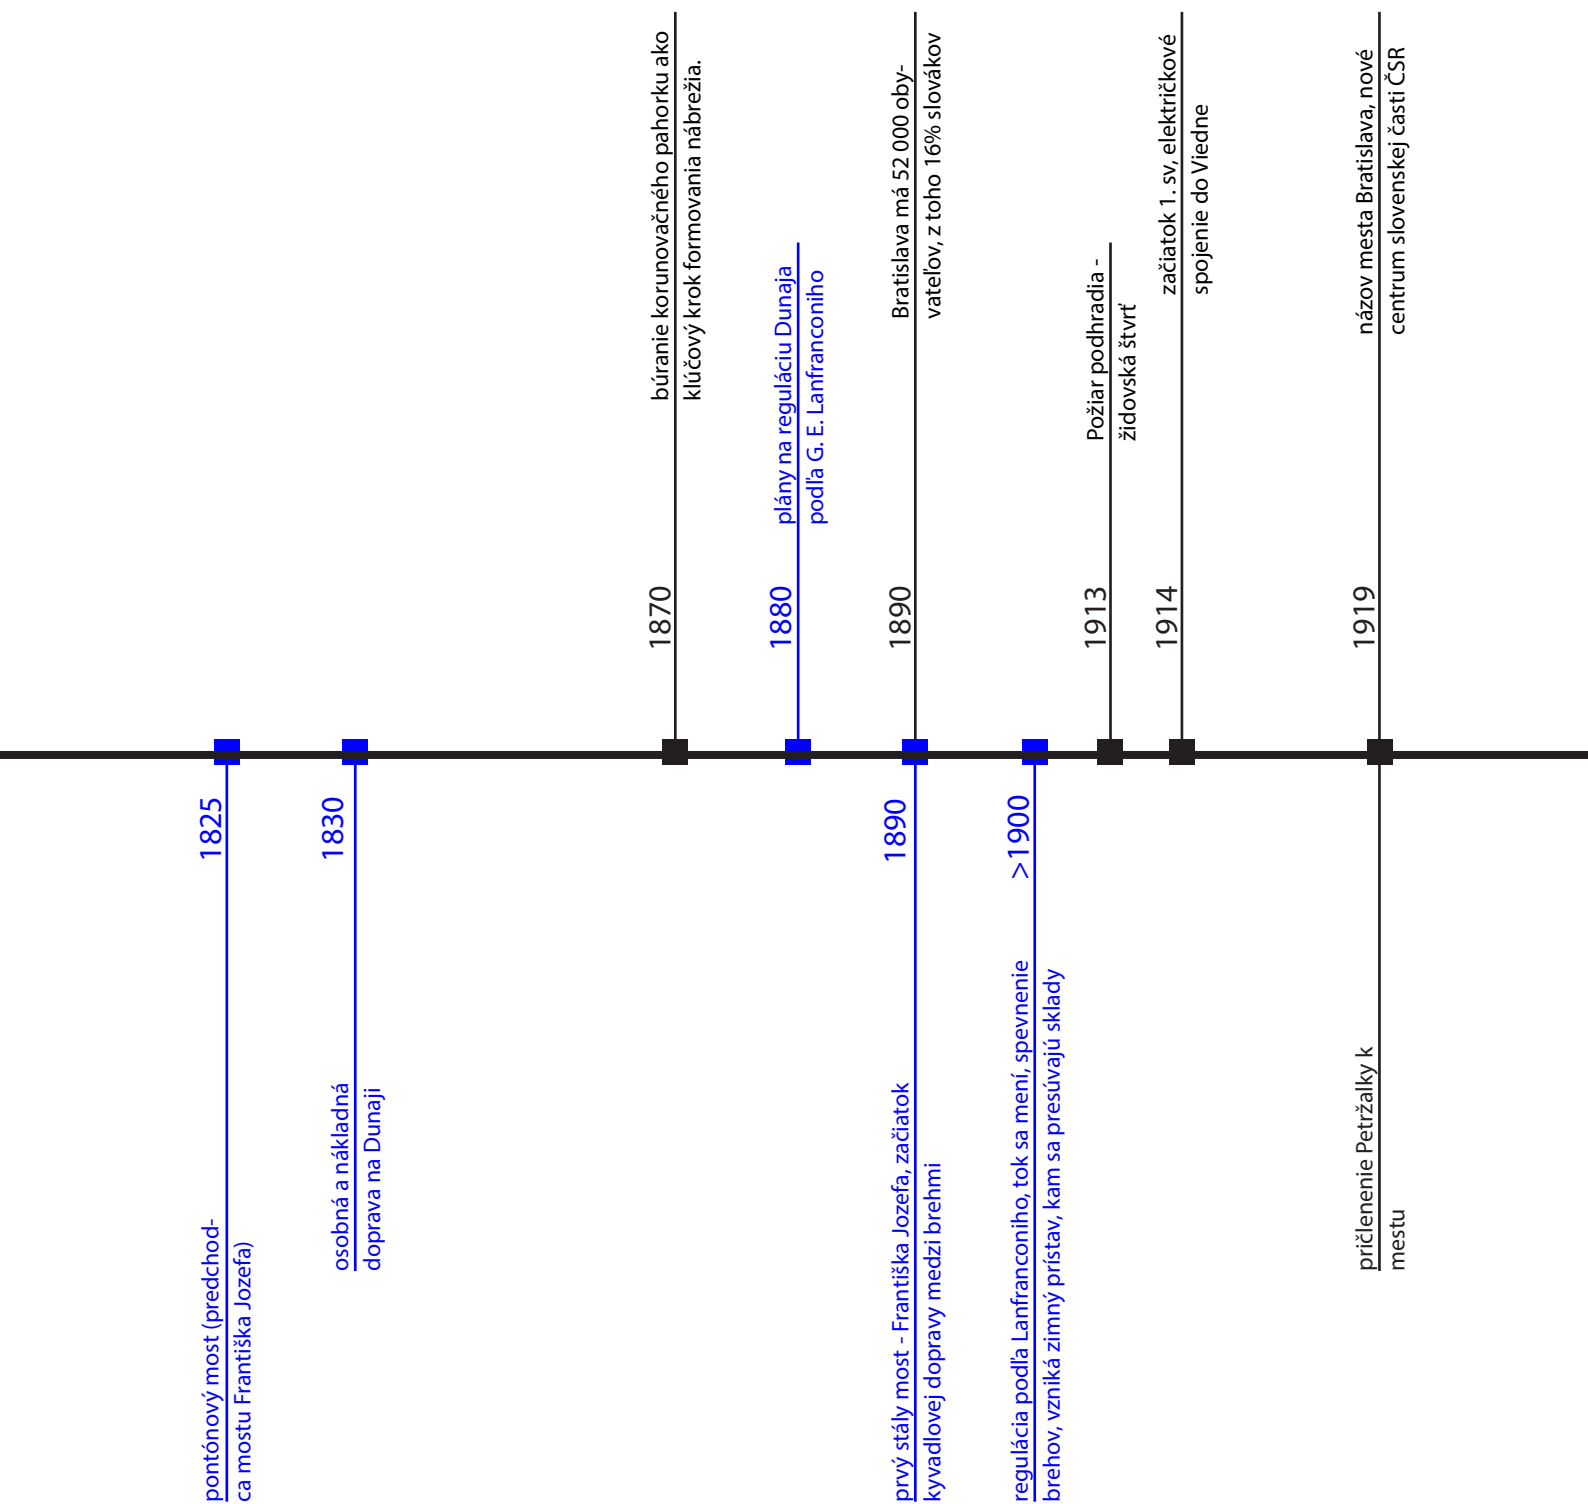 1825
pontónový most (predchod-
ca mostu Františka Jozefa)
1830
osobná a nákladná
doprava na Dunaji
1870
búranie korunovačného pahorku ako
klúčový krok formovania nábrežia.
1880
plány na reguláciu Dunaja
podľa G. E. Lanfranconiho
1890
Bratislava má 52 000 oby-
vateľov, z toho 16% slovákov
1890
prvý stály most - Františka Jozefa, začiatok
kyvadlovej dopravy medzi brehmi
>1900
regulácia podľa Lanfranconiho, tok sa mení, spevnenie
brehov, vzniká zimný prístav, kam sa presúvajú sklady
1913
Požiar podhradia -
židovská štvrť
1914
začiatok 1. sv, električkové
spojenie do Viedne
1919
názov mesta Bratislava, nové
centrum slovenskej časti ČSR
pričlenenie Petržalky k
mestu